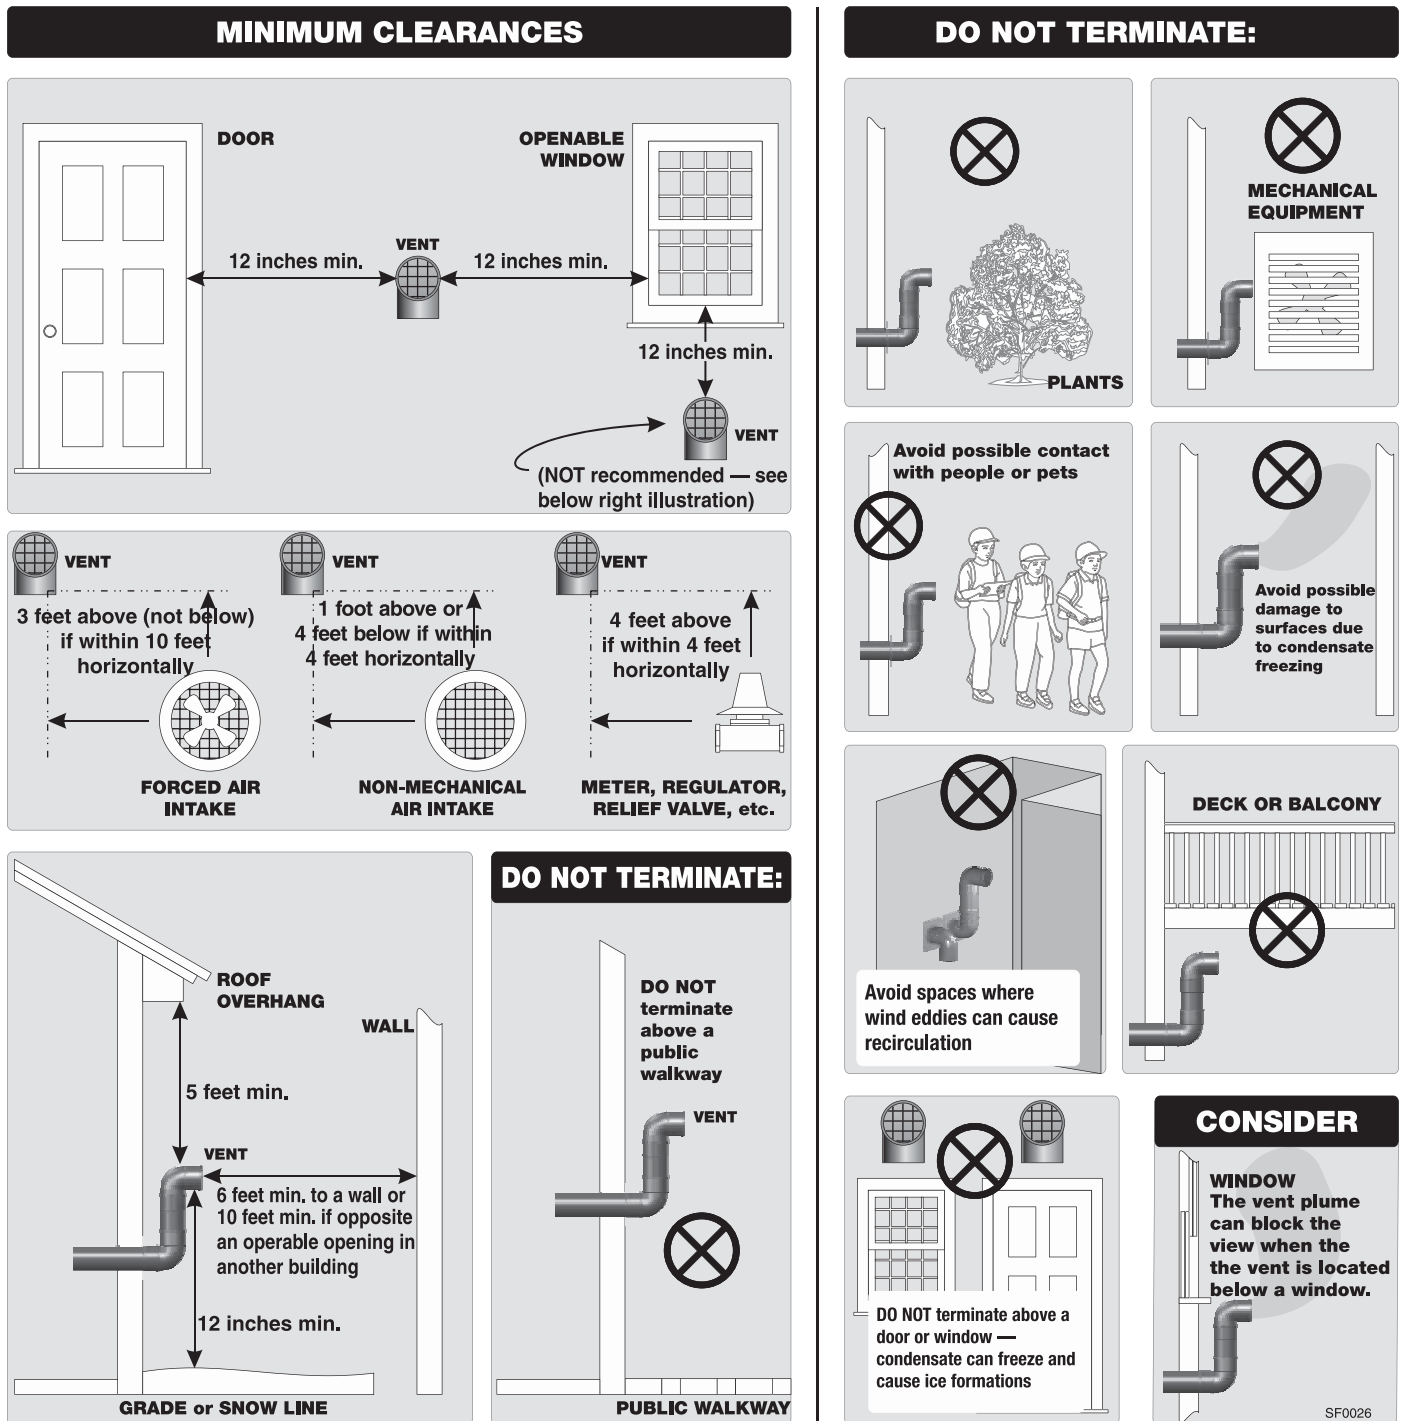 MINIMUM CLEARANCES
DOOR
OPENABLE
WINDOW
VENT
12 inches min.
12 inches min.
12 inches min.
VENT
(NOT recommended — see
below right illustration)
VENT
3 feet above (not below)
if within 10 feet
horizontally
FORCED AIR
INTAKE
VENT
1 foot above or
4 feet below if within
4 feet horizontally
NON-MECHANICAL
AIR INTAKE
VENT
4 feet above
if within 4 feet
horizontally
METER, REGULATOR,
RELIEF VALVE, etc.
ROOF
OVERHANG
WALL
5 feet min.
VENT
6 feet min. to a wall or
10 feet min. if opposite
an operable opening in
another building
12 inches min.
GRADE or SNOW LINE
DO NOT TERMINATE:
DO NOT
terminate
above a
public
walkway
VENT
PUBLIC WALKWAY
DO NOT TERMINATE:
PLANTS
MECHANICAL
EQUIPMENT
Avoid possible contact
with people or pets
Avoid possible
damage to
surfaces due
to condensate
freezing
Avoid spaces where
wind eddies can cause
recirculation
DECK OR BALCONY
DO NOT terminate above a
door or window —
condensate can freeze and
cause ice formations
CONSIDER
WINDOW
The vent plume
can block the
view when the
the vent is located
below a window.
SF0026